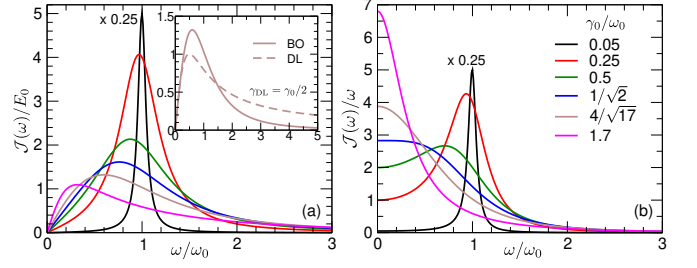 x 0.25
BO
DL
γ_DL = γ_0/2
0 0.5 1 1.5
0 1 2 3 4 5
𝒥(ω)/E_0
0 1 2 3 4 5
(a)
0 1 2 3
ω/ω_0
γ_0/ω_0
0.05
0.25
0.5
1/√2
4/√17
1.7
x 0.25
𝒥(ω)/ω
0 1 2 3 4 5 6 7
(b)
0 1 2 3
ω/ω_0